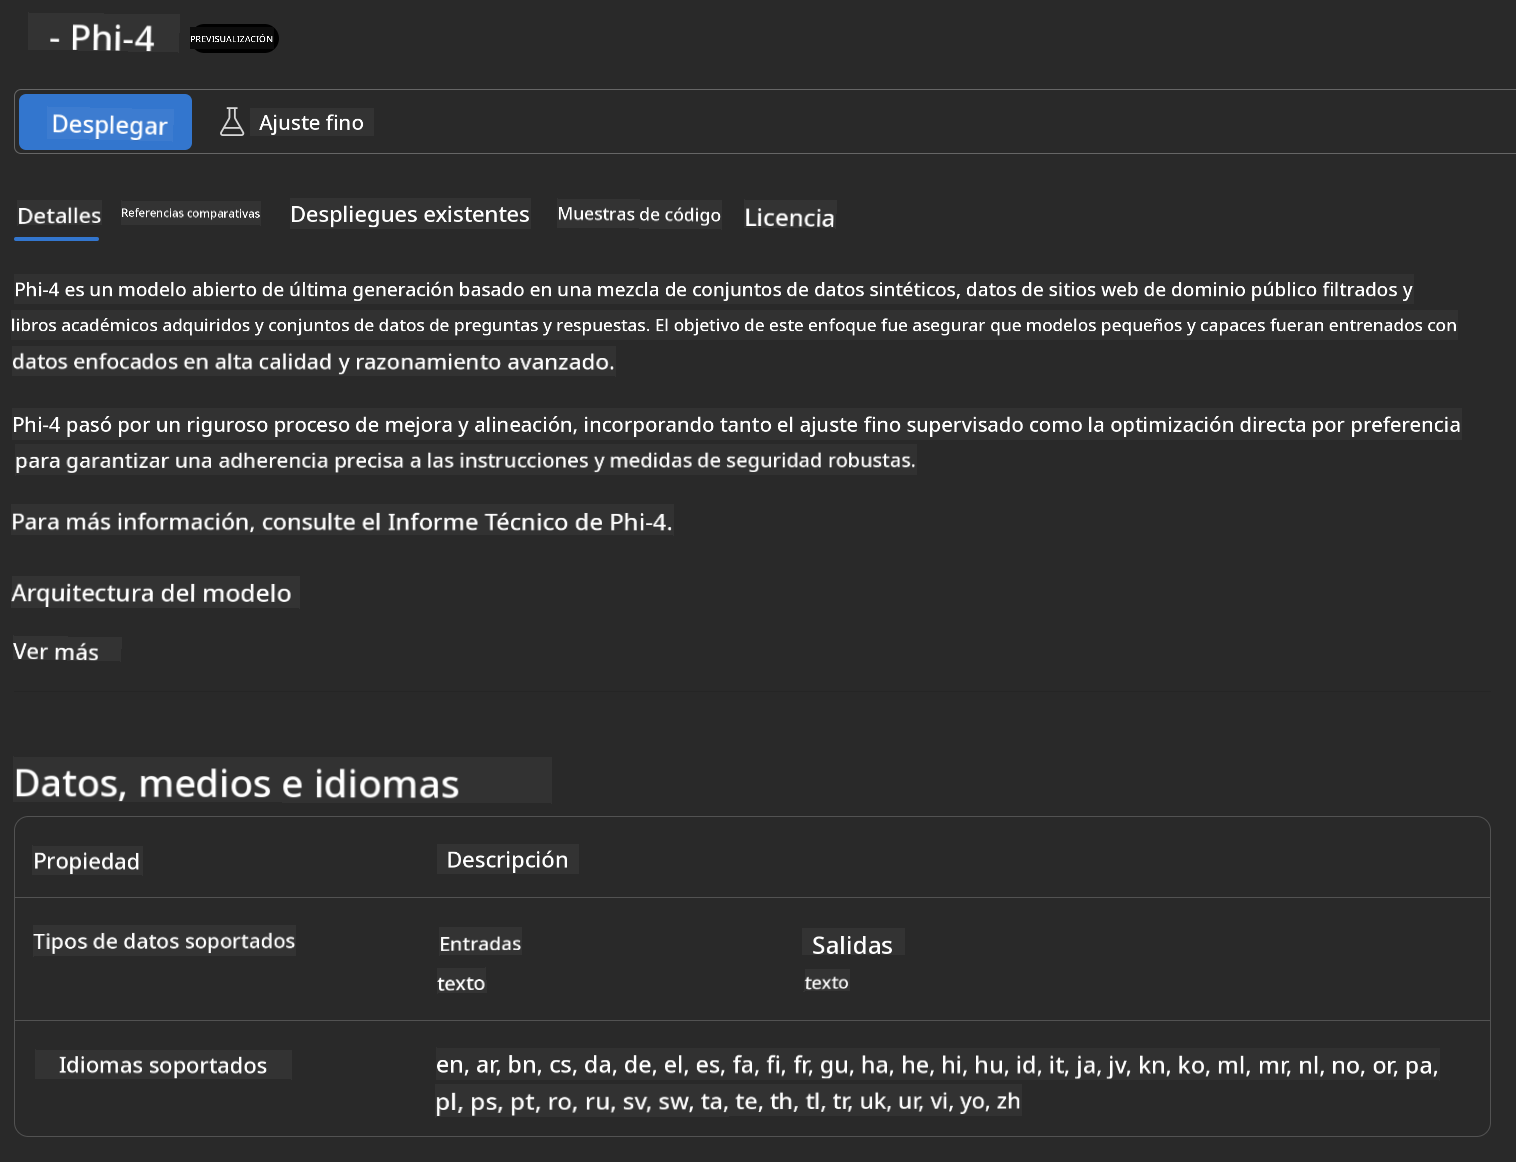 - Phi-4 PREVISUALIZACIÓN
Desplegar Ajuste fino
Detalles Referencias comparativas Despliegues existentes Muestras de código Licencia
Phi-4 es un modelo abierto de última generación basado en una mezcla de conjuntos de datos sintéticos, datos de sitios web de dominio público filtrados y
libros académicos adquiridos y conjuntos de datos de preguntas y respuestas. El objetivo de este enfoque fue asegurar que modelos pequeños y capaces fueran entrenados con
datos enfocados en alta calidad y razonamiento avanzado.
Phi-4 pasó por un riguroso proceso de mejora y alineación, incorporando tanto el ajuste fino supervisado como la optimización directa por preferencia
para garantizar una adherencia precisa a las instrucciones y medidas de seguridad robustas.
Para más información, consulte el Informe Técnico de Phi-4.
Arquitectura del modelo
Ver más
Datos, medios e idiomas
Propiedad Descripción
Tipos de datos soportados Entradas Salidas
texto texto
Idiomas soportados en, ar, bn, cs, da, de, el, es, fa, fi, fr, gu, ha, he, hi, hu, id, it, ja, jv, kn, ko, ml, mr, nl, no, or, pa,
pl, ps, pt, ro, ru, sv, sw, ta, te, th, tl, tr, uk, ur, vi, yo, zh